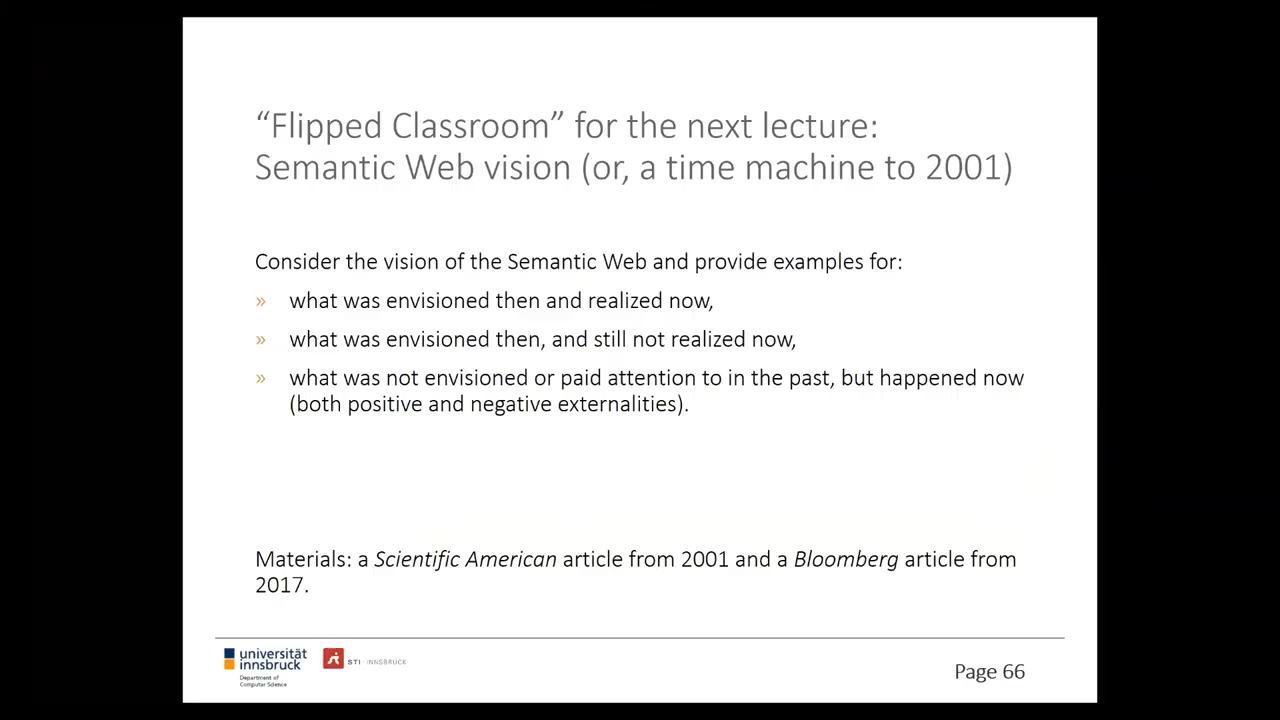 “Flipped Classroom” for the next lecture:
Semantic Web vision (or, a time machine to 2001)
Consider the vision of the Semantic Web and provide examples for:
» what was envisioned then and realized now,
» what was envisioned then, and still not realized now,
» what was not envisioned or paid attention to in the past, but happened now
(both positive and negative externalities).
Materials: a Scientific American article from 2001 and a Bloomberg article from
2017.
universität
innsbruck
Department of
Computer Science
STI · INNSBRUCK
Page 66